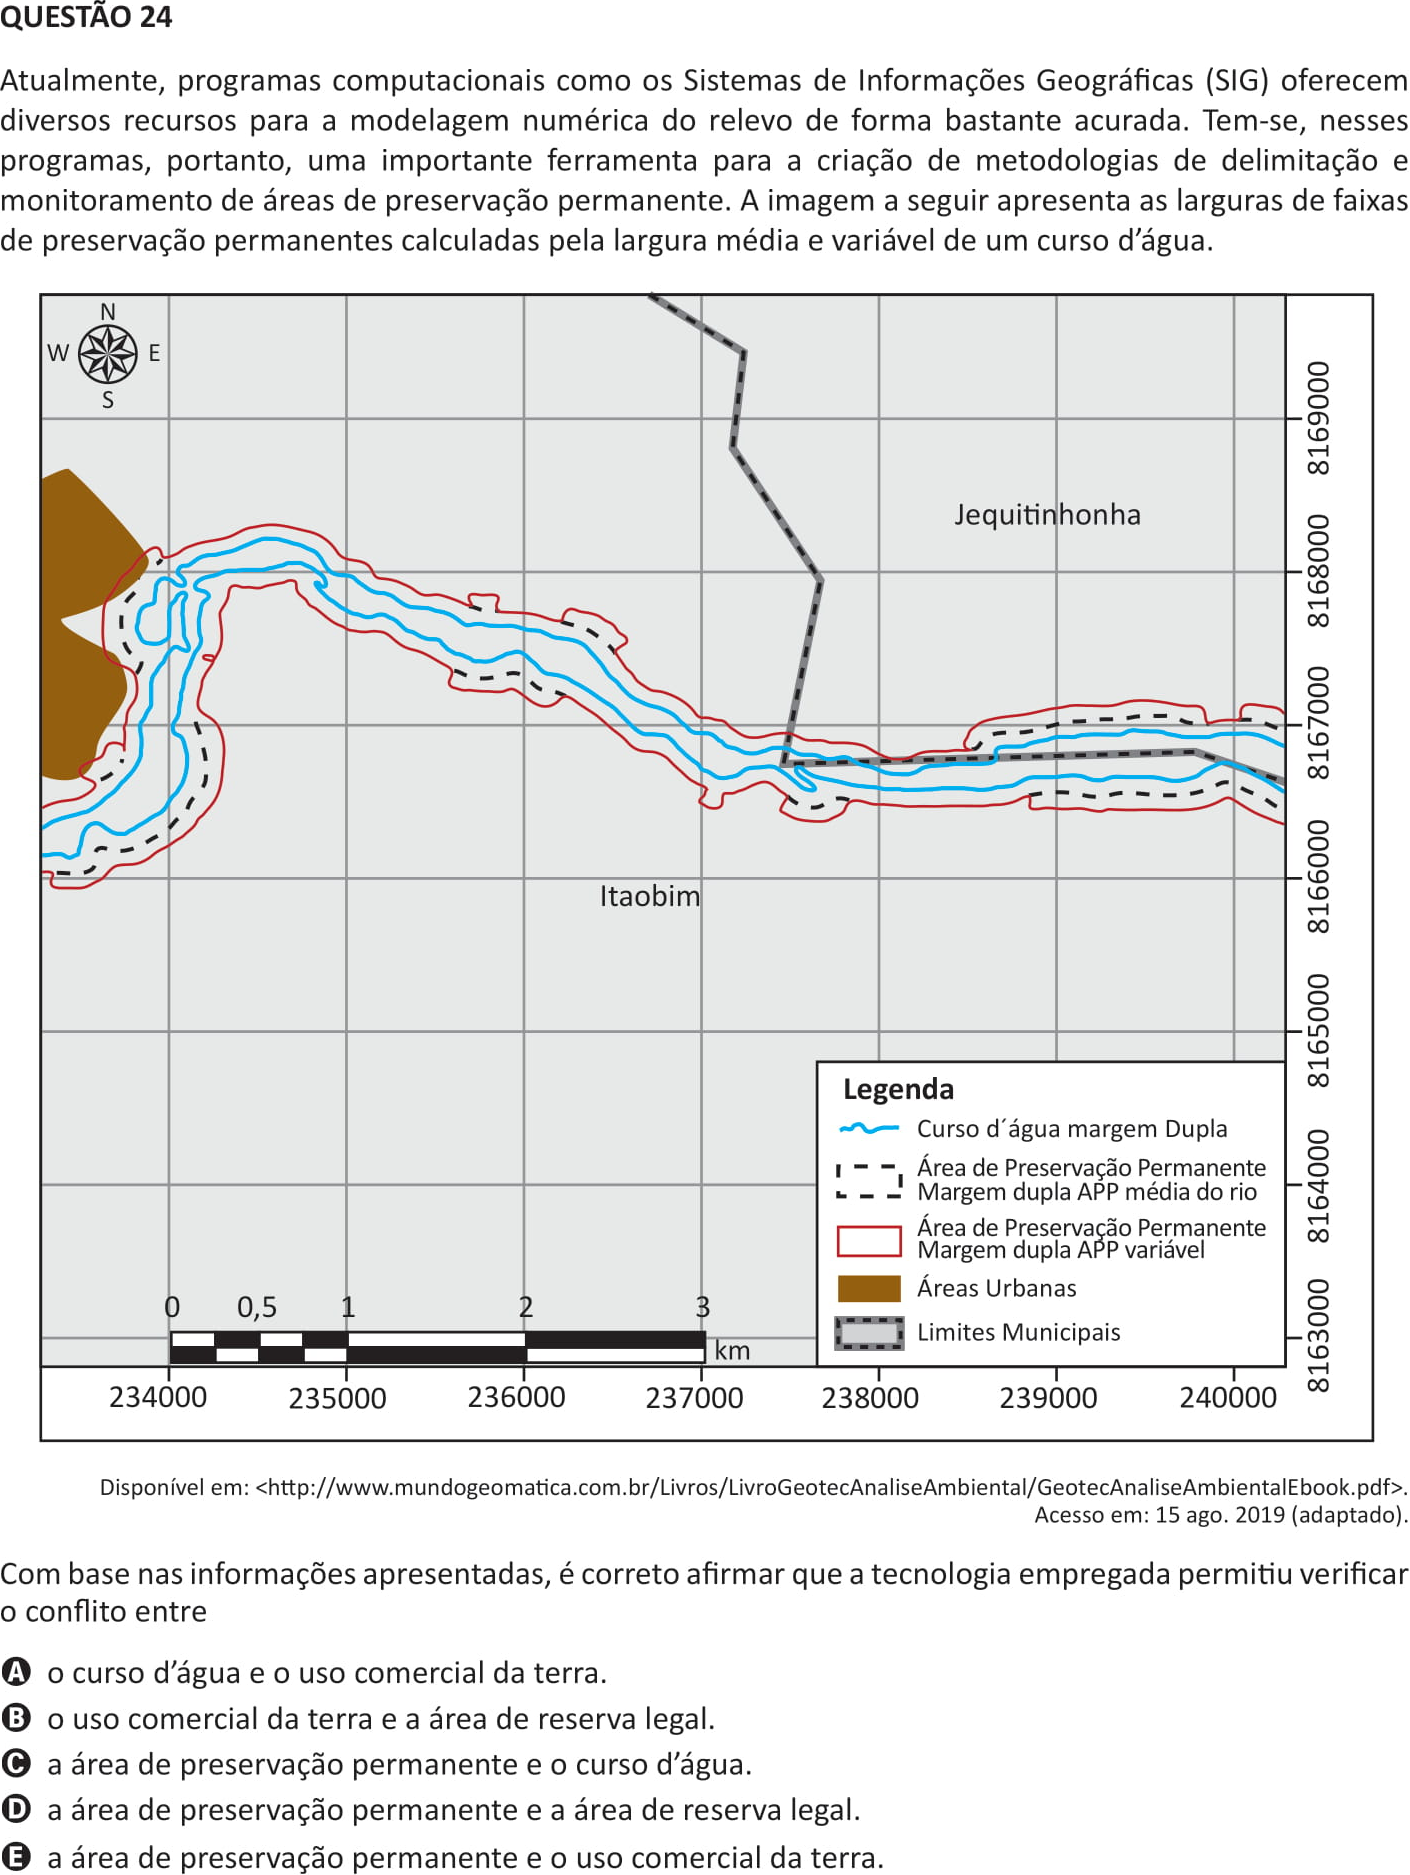 QUESTÃO 24
Atualmente, programas computacionais como os Sistemas de Informações Geográficas (SIG) oferecem
diversos recursos para a modelagem numérica do relevo de forma bastante acurada. Tem-se, nesses
programas, portanto, uma importante ferramenta para a criação de metodologias de delimitação e
monitoramento de áreas de preservação permanente. A imagem a seguir apresenta as larguras de faixas
de preservação permanentes calculadas pela largura média e variável de um curso d’água.
N
W E
S
8169000
Jequitinhonha
8168000
8167000
8166000
Itaobim
8165000
Legenda
Curso d´água margem Dupla
Área de Preservação Permanente
Margem dupla APP média do rio
8164000
Área de Preservação Permanente
Margem dupla APP variável
Áreas Urbanas
Limites Municipais
8163000
0 0,5 1 2 3
km
234000 235000 236000 237000 238000 239000 240000
Disponível em: <http://www.mundogeomatica.com.br/Livros/LivroGeotecAnaliseAmbiental/GeotecAnaliseAmbientalEbook.pdf>.
Acesso em: 15 ago. 2019 (adaptado).
Com base nas informações apresentadas, é correto afirmar que a tecnologia empregada permitiu verificar
o conflito entre
A o curso d’água e o uso comercial da terra.
B o uso comercial da terra e a área de reserva legal.
C a área de preservação permanente e o curso d’água.
D a área de preservação permanente e a área de reserva legal.
E a área de preservação permanente e o uso comercial da terra.